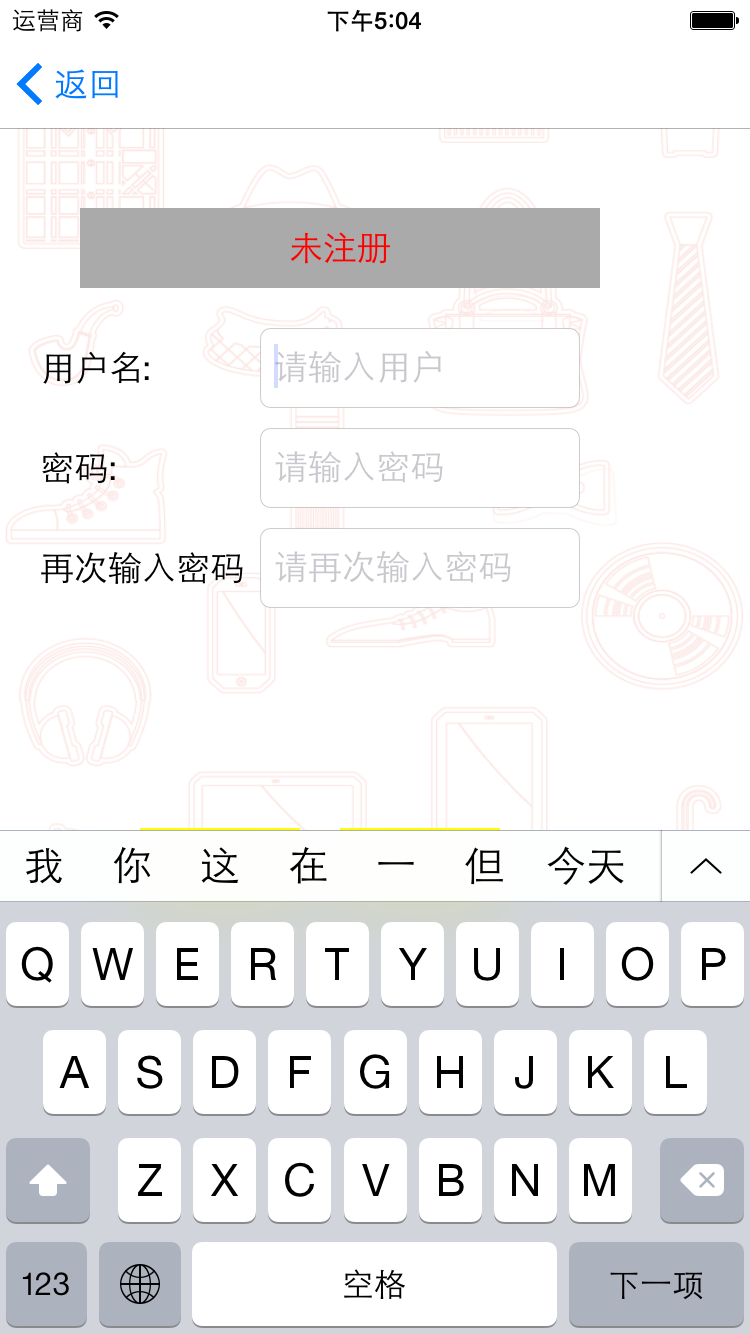 运营商 下午5:04
返回
未注册
用户名: 请输入用户
密码: 请输入密码
再次输入密码 请再次输入密码
我 你 这 在 一 但 今天
Q W E R T Y U I O P
A S D F G H J K L
Z X C V B N M
123 空格 下一项